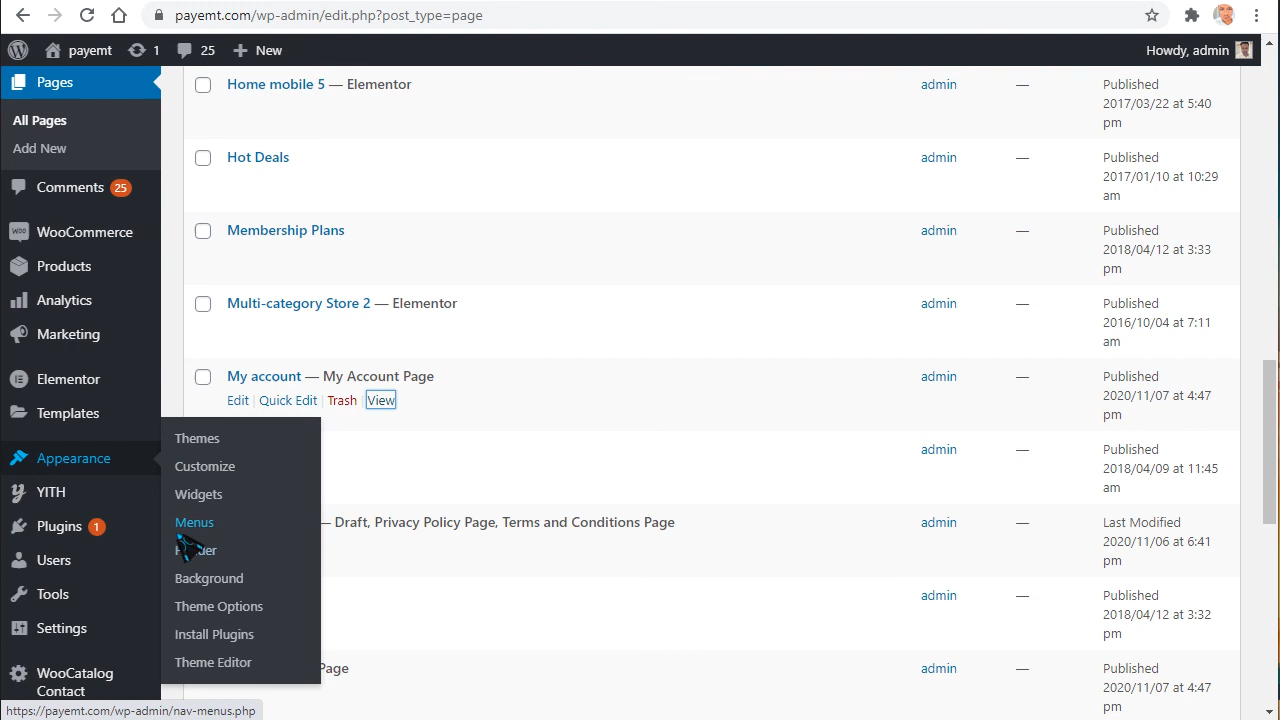 payemt.com/wp-admin/edit.php?post_type=page
payemt 1 25 New Howdy, admin
Pages
All Pages
Add New
Comments 25
WooCommerce
Products
Analytics
Marketing
Elementor
Templates
Appearance
YITH
Plugins 1
Users
Tools
Settings
WooCatalog
Contact
Themes
Customize
Widgets
Menus
Background
Theme Options
Install Plugins
Theme Editor
Home mobile 5 — Elementor admin — Published
2017/03/22 at 5:40
pm
Hot Deals admin — Published
2017/01/10 at 10:29
am
Membership Plans admin — Published
2018/04/12 at 3:33
pm
Multi-category Store 2 — Elementor admin — Published
2016/10/04 at 7:11
am
My account — My Account Page admin — Published
Edit | Quick Edit | Trash | View 2020/11/07 at 4:47
pm
admin — Published
2018/04/09 at 11:45
am
— Draft, Privacy Policy Page, Terms and Conditions Page admin — Last Modified
2020/11/06 at 6:41
pm
admin — Published
2018/04/12 at 3:32
pm
Page admin — Published
2020/11/07 at 4:47
pm
https://payemt.com/wp-admin/nav-menus.php